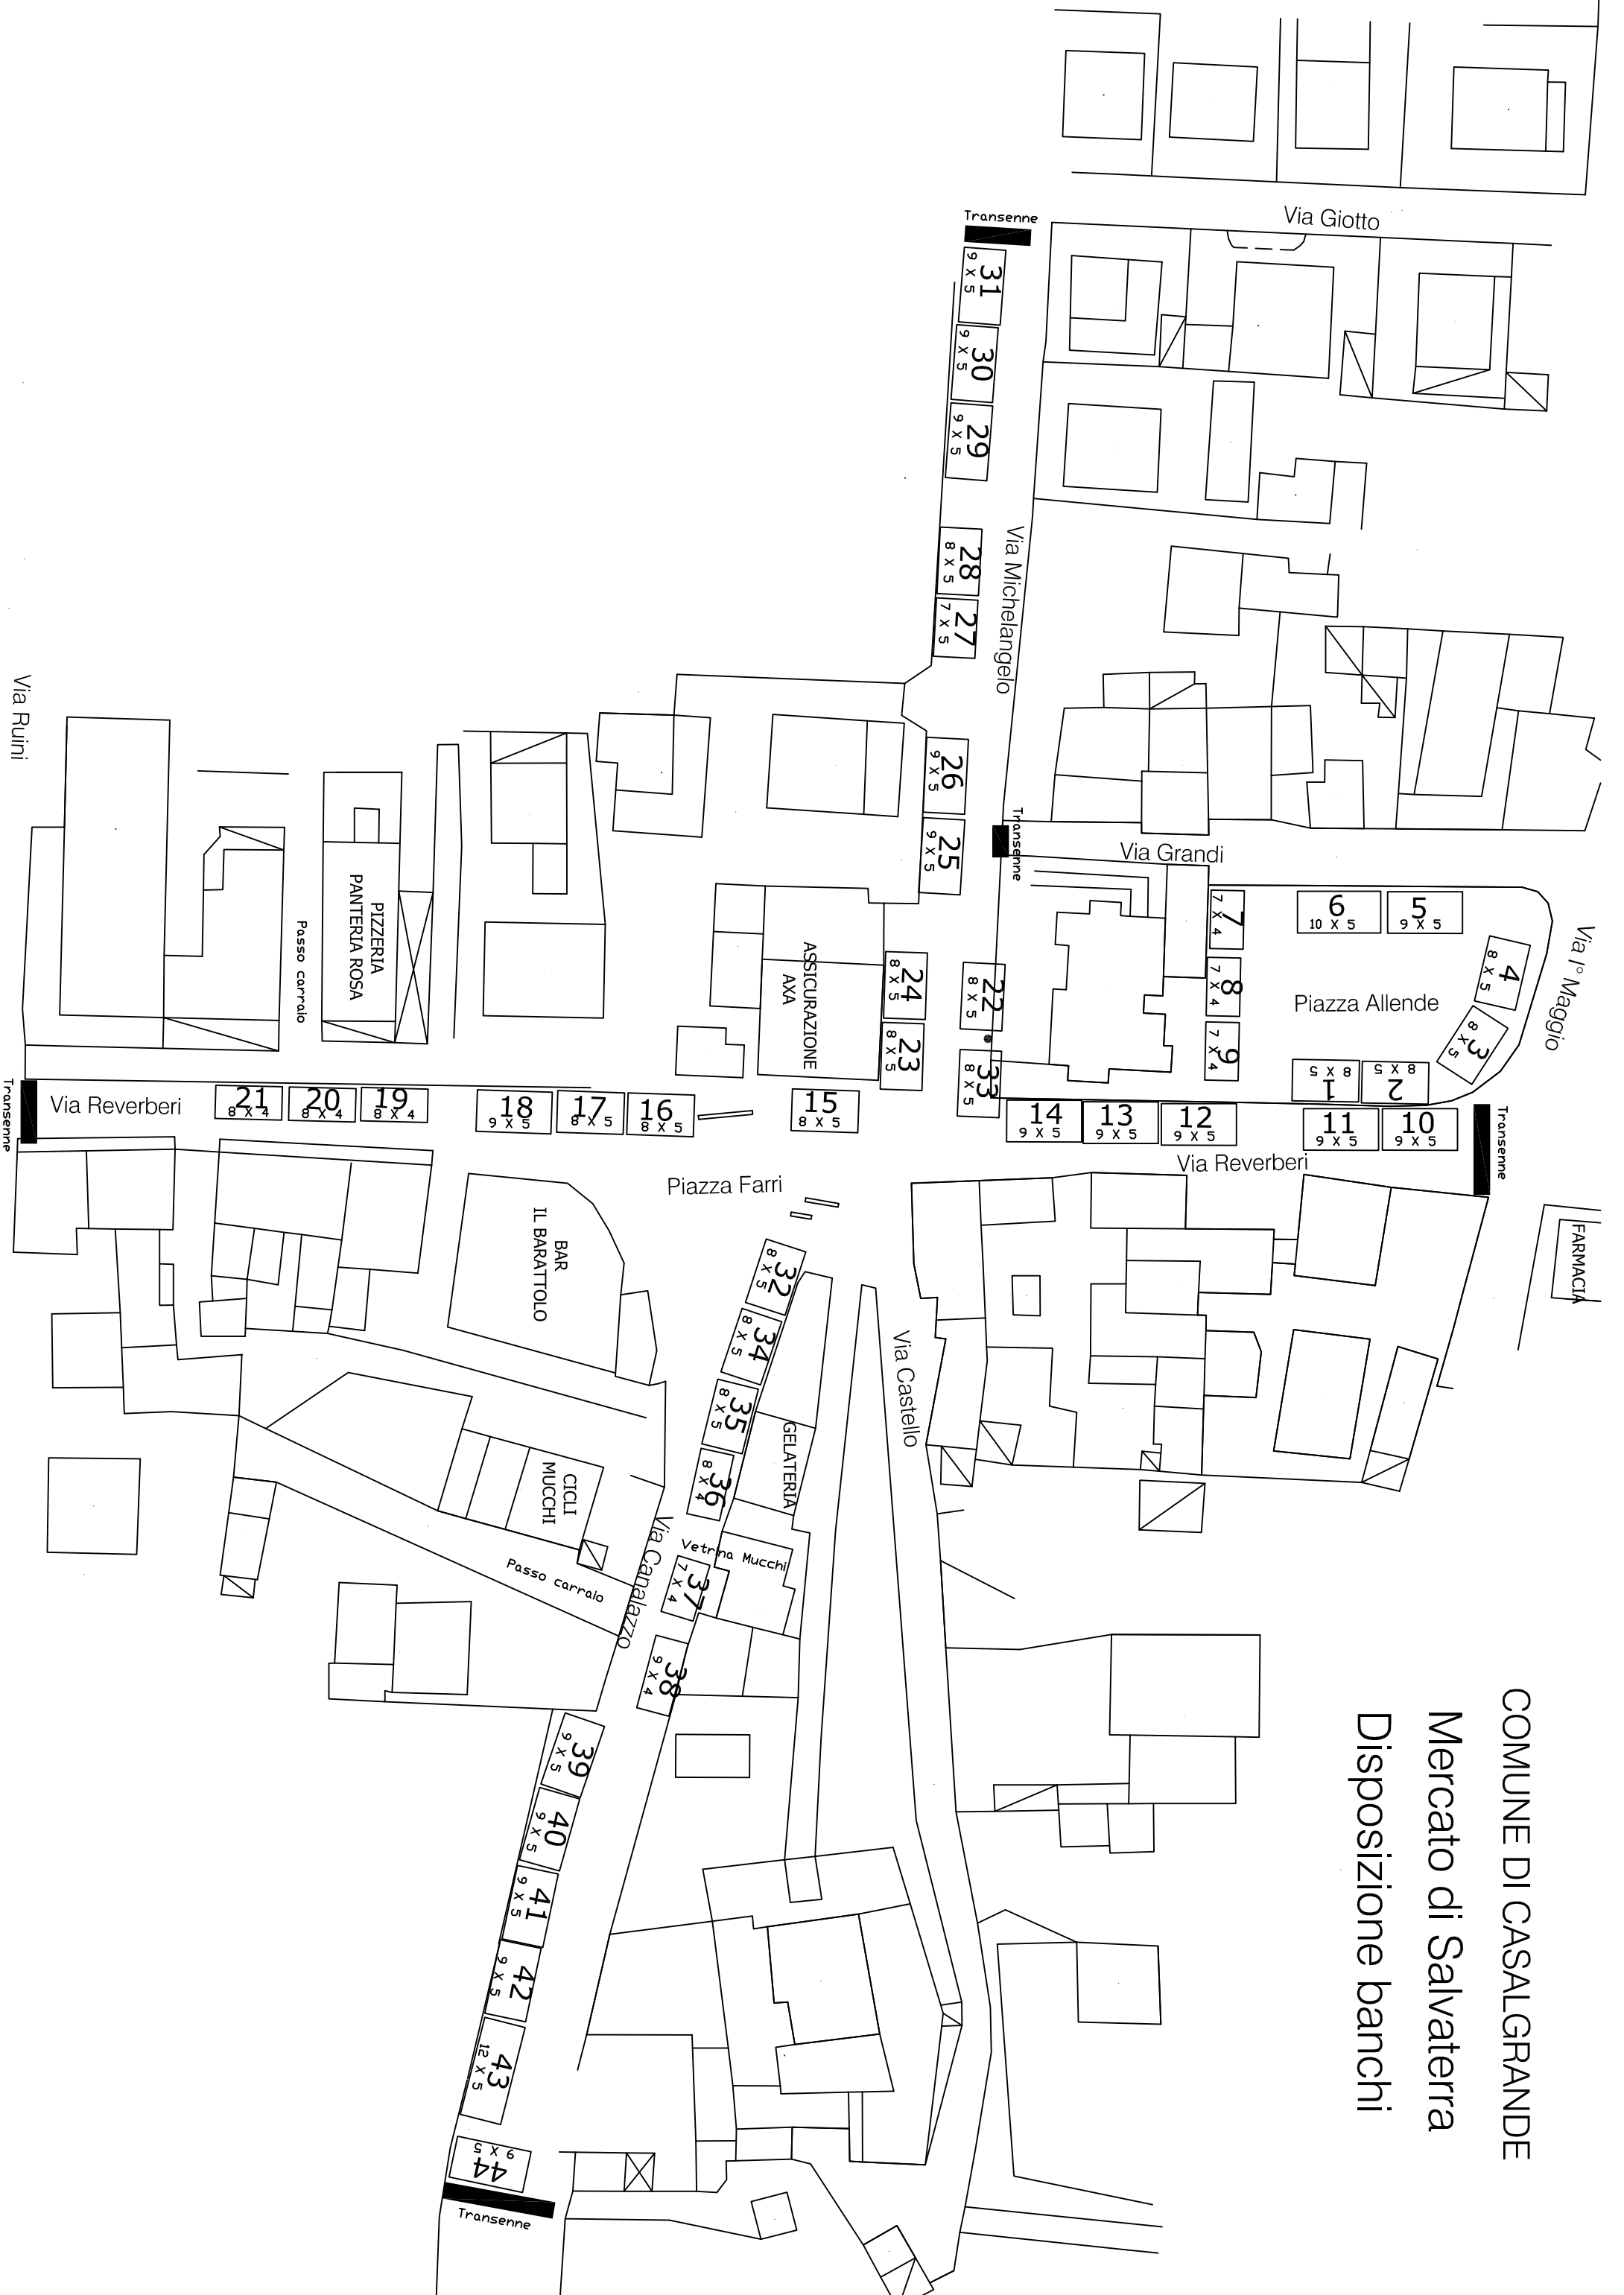 COMUNE DI CASALGRANDE
Mercato di Salvaterra
Disposizione banchi
Via Giotto
Transenne
31
9 X 5
30
9 X 5
29
9 X 5
28
8 X 5
27
7 X 5
Via Michelangelo
26
9 X 5
25
9 X 5
Transenne
Via Grandi
24
8 X 5
23
8 X 5
22
8 X 5
33
8 X 5
7
7 X 4
8
7 X 4
9
7 X 4
6
10 X 5
5
9 X 5
4
8 X 5
3
8 X 5
Piazza Allende
Via I° Maggio
1
8 X 5
2
8 X 5
Via Ruini
PIZZERIA
PANTERIA ROSA
Passo carraio
ASSICURAZIONE
AXA
Transenne
Via Reverberi
21
8 X 4
20
8 X 4
19
8 X 4
18
9 X 5
17
8 X 5
16
8 X 5
15
8 X 5
14
9 X 5
13
9 X 5
12
9 X 5
11
9 X 5
10
9 X 5
Transenne
Via Reverberi
Piazza Farri
FARMACIA
BAR
IL BARATTOLO
32
8 X 5
34
8 X 5
35
8 X 5
36
8 X 4
GELATERIA
Via Castello
CICLI
MUCCHI
Via Canalazzo
Vetrina Mucchi
Passo carraio
37
7 X 4
38
9 X 4
39
9 X 5
40
9 X 5
41
9 X 5
42
9 X 5
43
12 X 5
44
9 X 5
Transenne